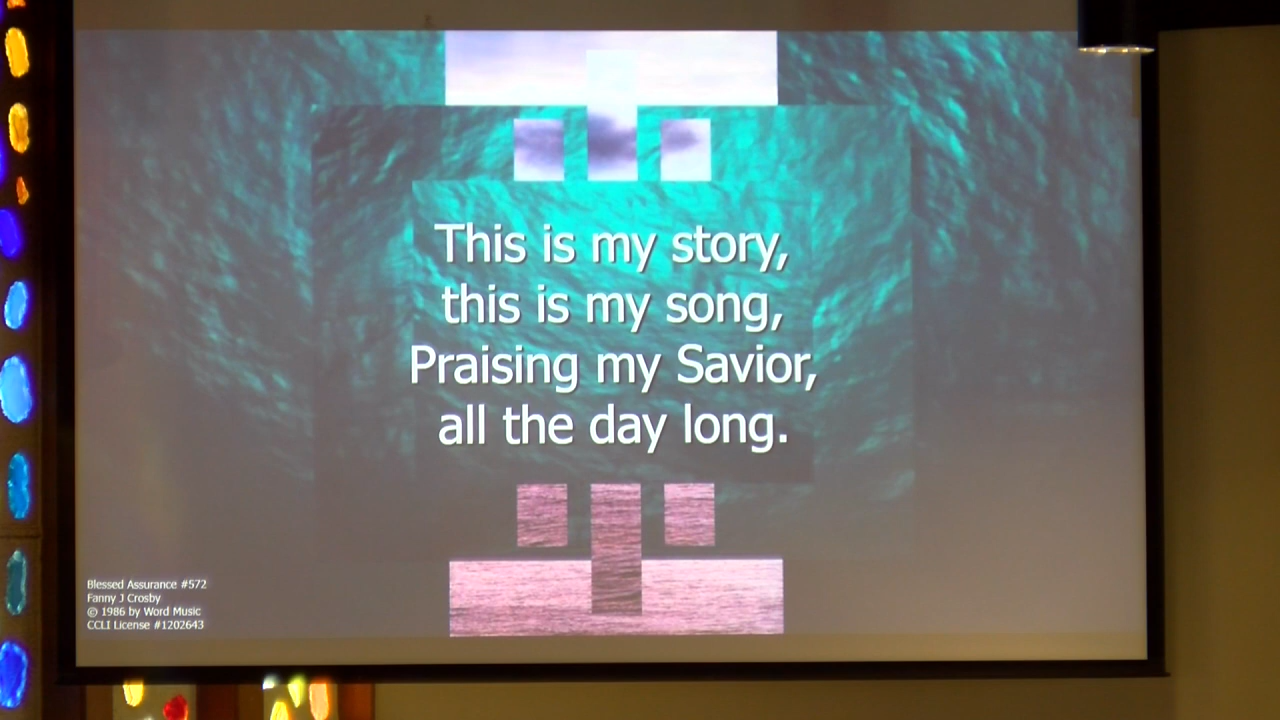 This is my story,
this is my song,
Praising my Savior,
all the day long.
Blessed Assurance #572
Fanny J Crosby
© 1986 by Word Music
CCLI License #1202643